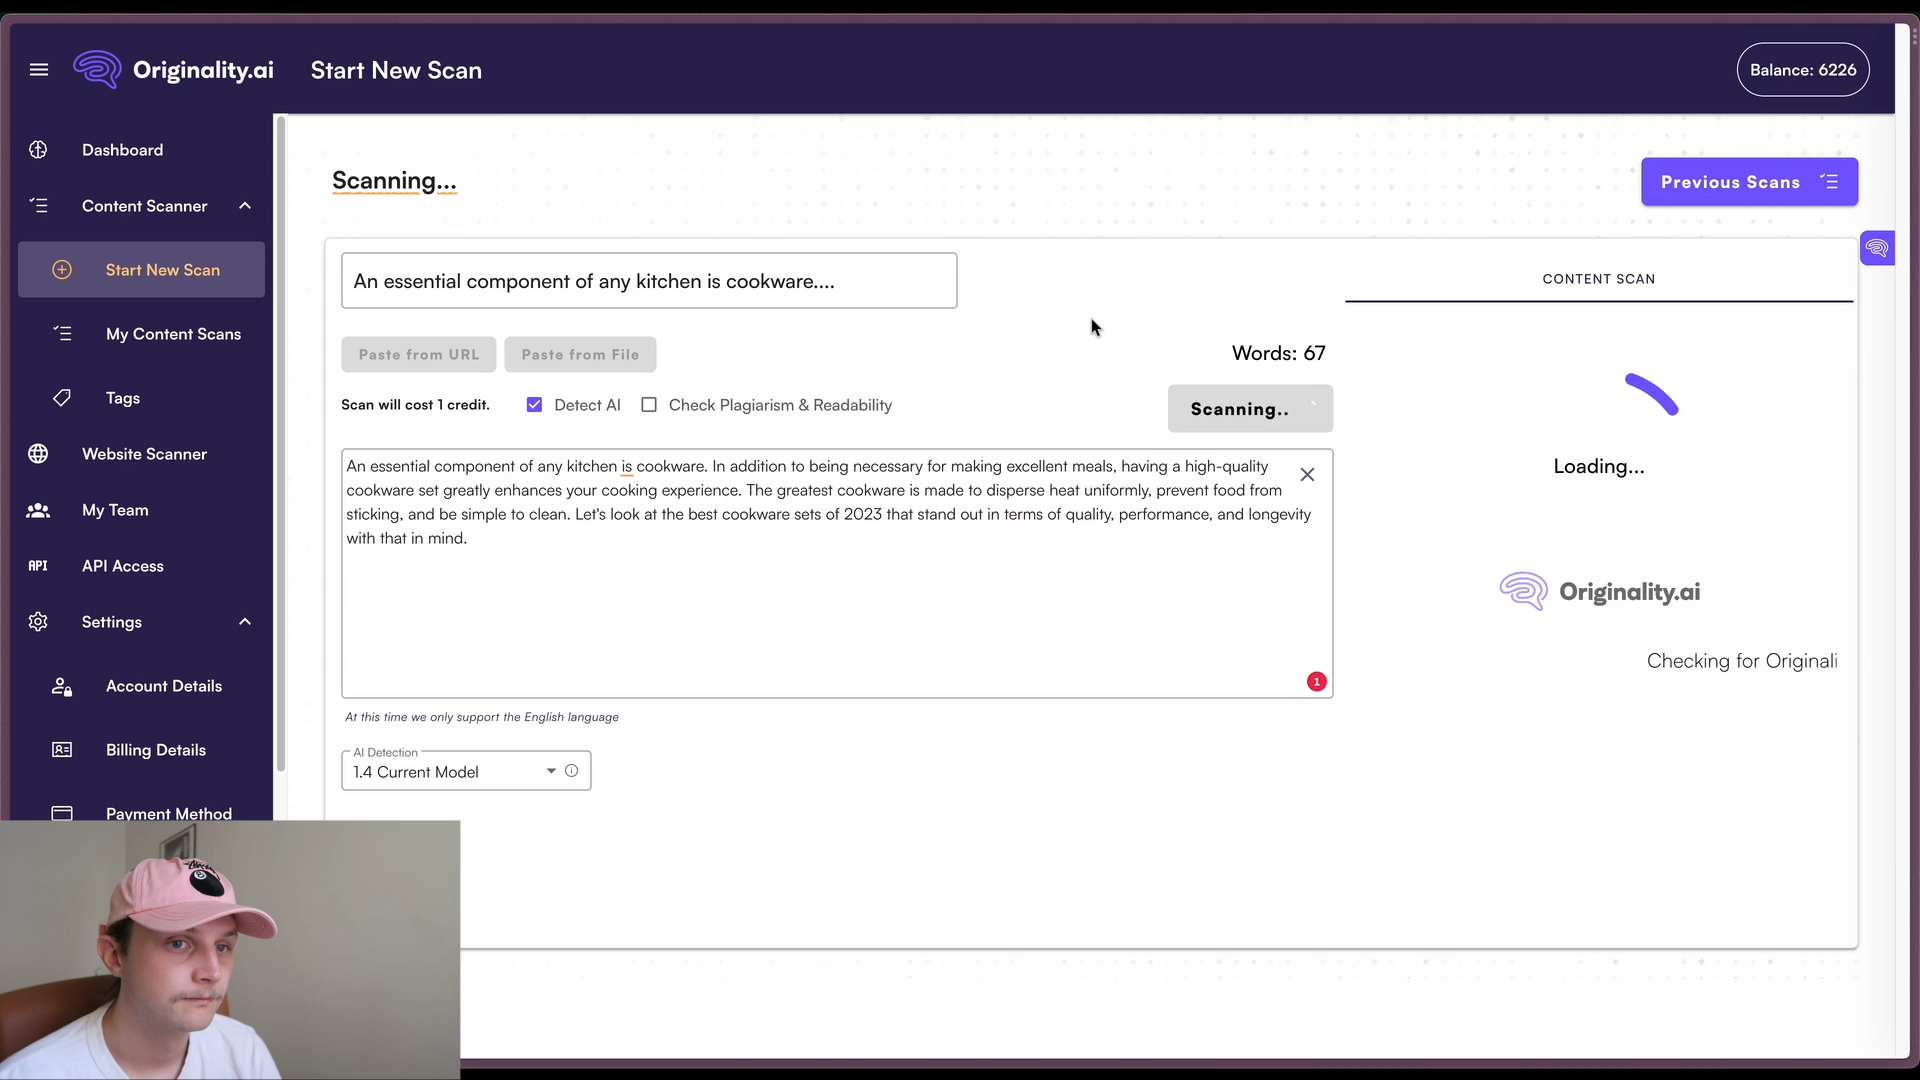 Originality.ai
Start New Scan
Balance: 6226
Dashboard
Content Scanner
Start New Scan
My Content Scans
Tags
Website Scanner
My Team
API
API Access
Settings
Account Details
Billing Details
Payment Method
Scanning...
Previous Scans
An essential component of any kitchen is cookware....
Paste from URL
Paste from File
Words: 67
Scan will cost 1 credit.
Detect AI
Check Plagiarism & Readability
Scanning..
An essential component of any kitchen is cookware. In addition to being necessary for making excellent meals, having a high-quality
cookware set greatly enhances your cooking experience. The greatest cookware is made to disperse heat uniformly, prevent food from
sticking, and be simple to clean. Let's look at the best cookware sets of 2023 that stand out in terms of quality, performance, and longevity
with that in mind.
1
At this time we only support the English language
AI Detection
1.4 Current Model
CONTENT SCAN
Loading...
Originality.ai
Checking for Originali